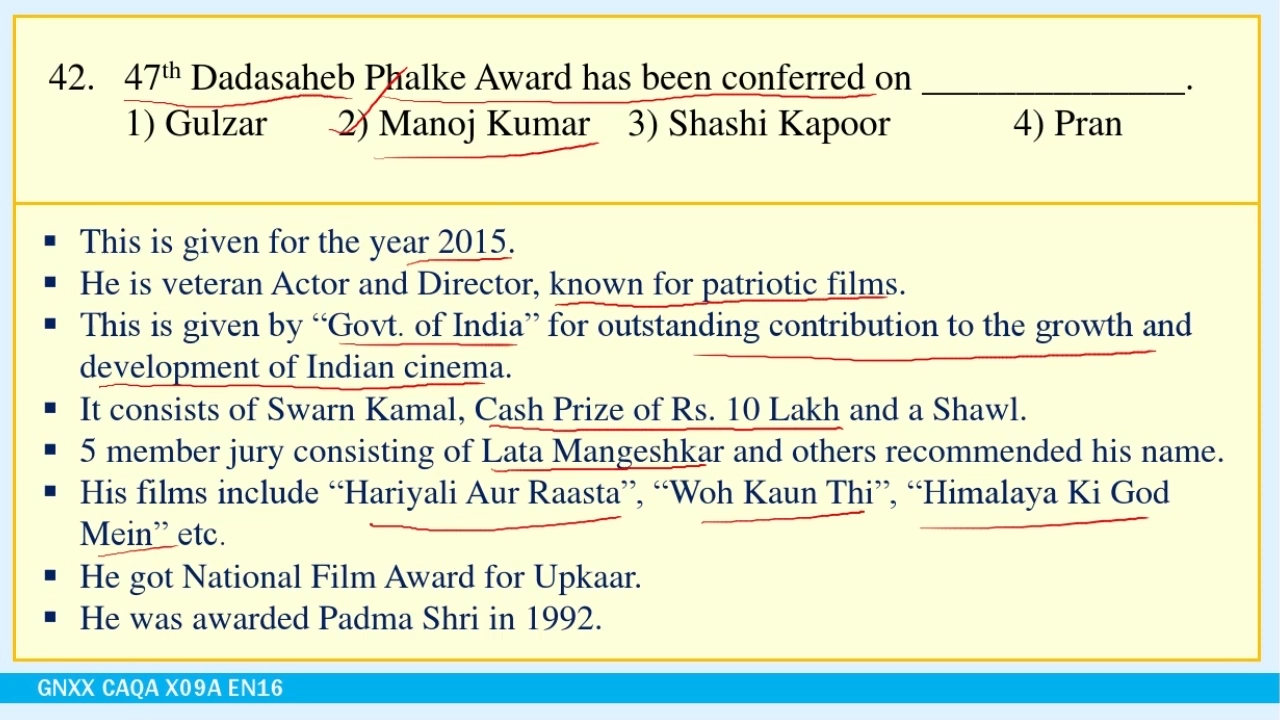 42. 47th Dadasaheb Phalke Award has been conferred on ______________.
1) Gulzar 2) Manoj Kumar 3) Shashi Kapoor 4) Pran
▪ This is given for the year 2015.
▪ He is veteran Actor and Director, known for patriotic films.
▪ This is given by “Govt. of India” for outstanding contribution to the growth and
development of Indian cinema.
▪ It consists of Swarn Kamal, Cash Prize of Rs. 10 Lakh and a Shawl.
▪ 5 member jury consisting of Lata Mangeshkar and others recommended his name.
▪ His films include “Hariyali Aur Raasta”, “Woh Kaun Thi”, “Himalaya Ki God
Mein” etc.
▪ He got National Film Award for Upkaar.
▪ He was awarded Padma Shri in 1992.
GNXX CAQA X09A EN16